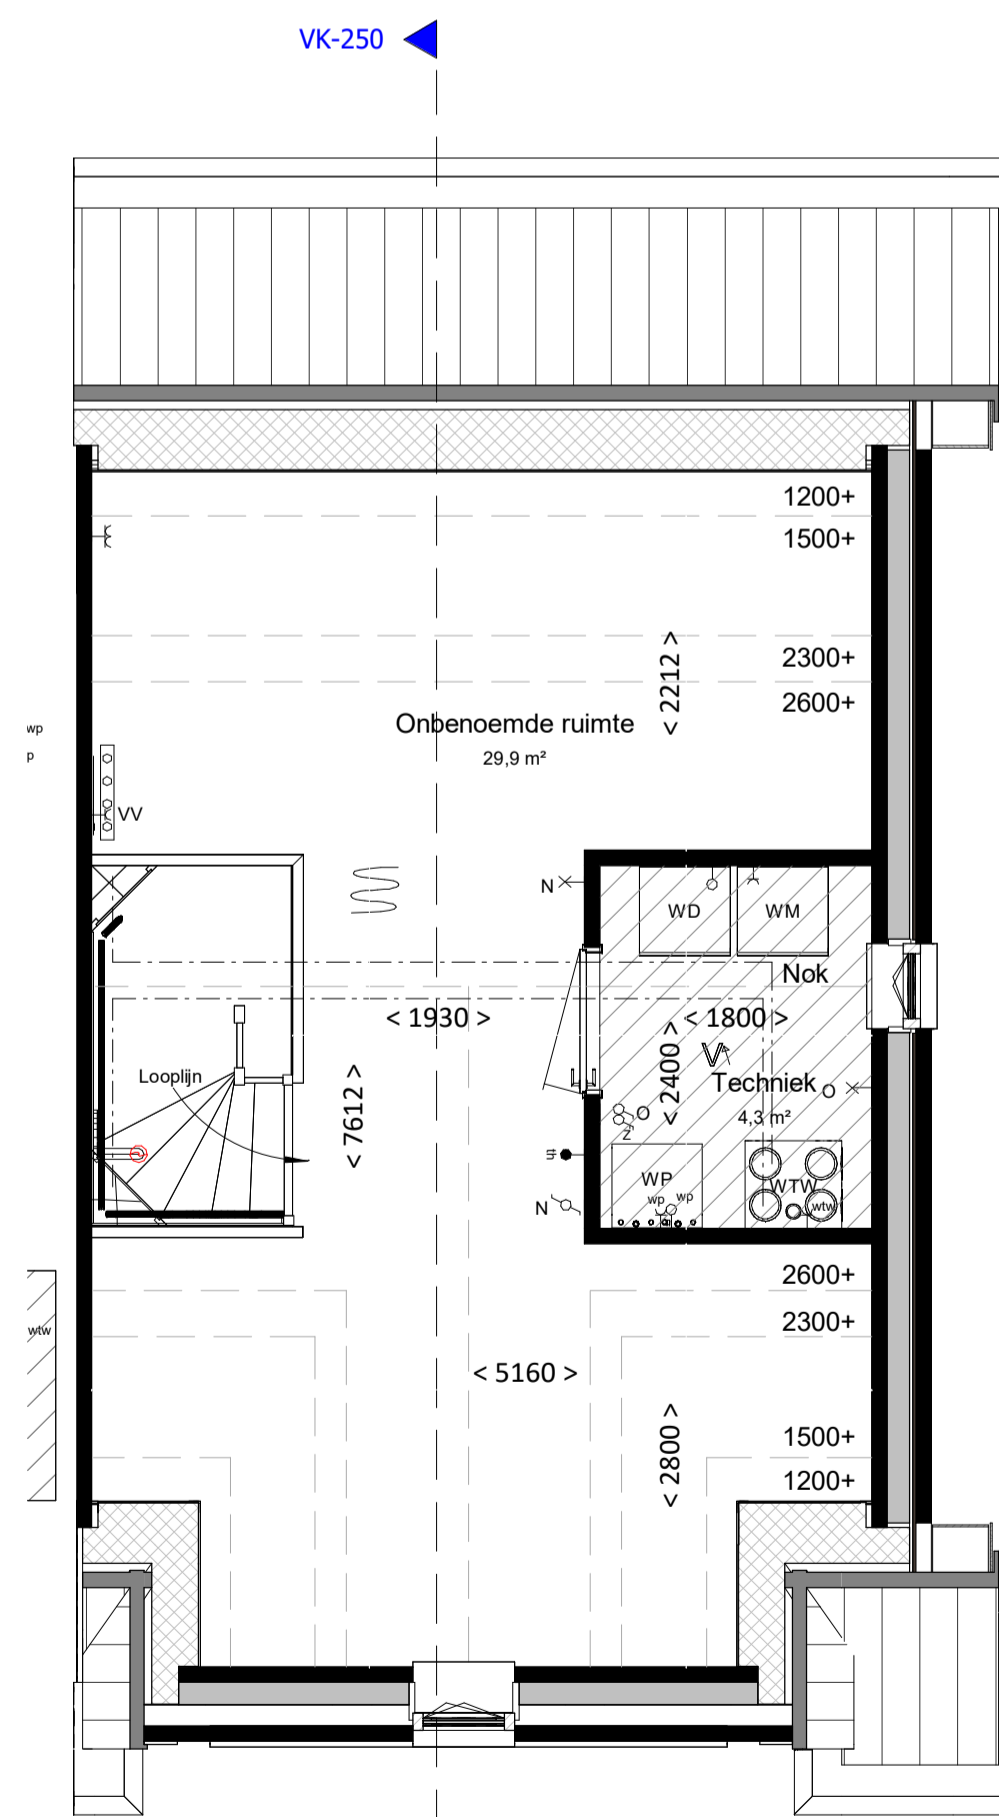 VK-250
1200+
1500+
2300+
< 2212 >
2600+
Onbenoemde ruimte
29,9 m²
wp
p
VV
N
WD
WM
Nok
< 1930 >
< 1800 >
< 2400 >
Looplijn
< 7612 >
Techniek
4,3 m²
O
O
Z
WP
wp
wp
WTW
wtw
N
2600+
2300+
wtw
< 5160 >
< 2800 >
1500+
1200+